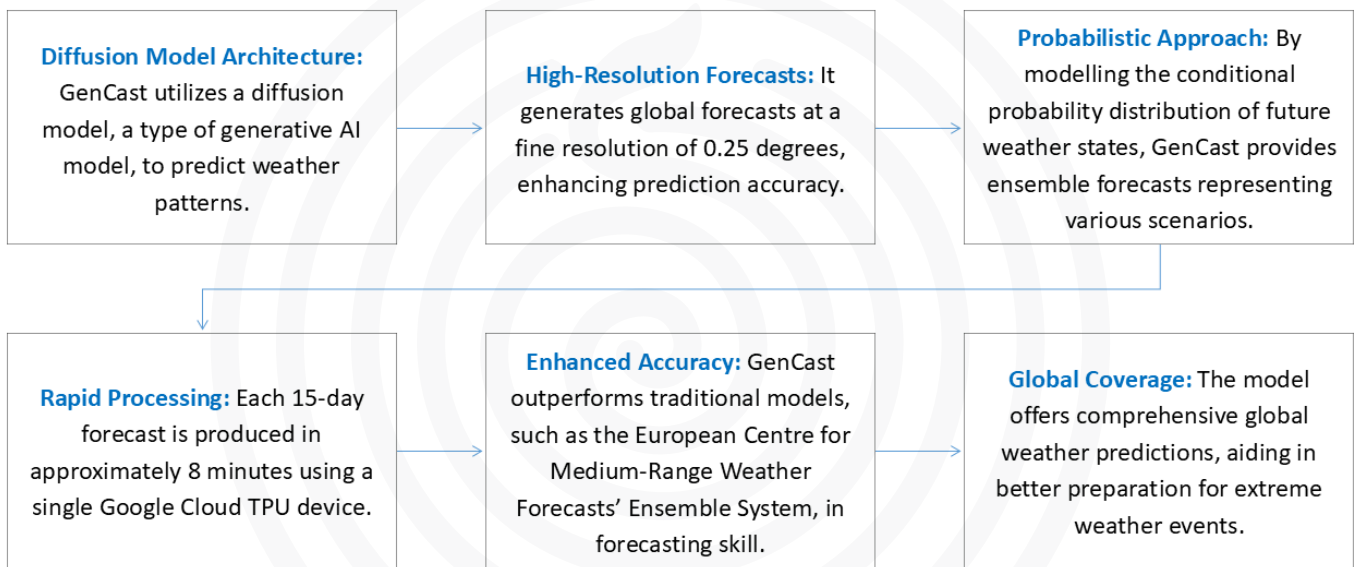 Diffusion Model Architecture:
GenCast utilizes a diffusion
model, a type of generative AI
model, to predict weather
patterns.
High-Resolution Forecasts: It
generates global forecasts at a
fine resolution of 0.25 degrees,
enhancing prediction accuracy.
Probabilistic Approach: By
modelling the conditional
probability distribution of future
weather states, GenCast provides
ensemble forecasts representing
various scenarios.
Rapid Processing: Each 15-day
forecast is produced in
approximately 8 minutes using a
single Google Cloud TPU device.
Enhanced Accuracy: GenCast
outperforms traditional models,
such as the European Centre for
Medium-Range Weather
Forecasts’ Ensemble System, in
forecasting skill.
Global Coverage: The model
offers comprehensive global
weather predictions, aiding in
better preparation for extreme
weather events.